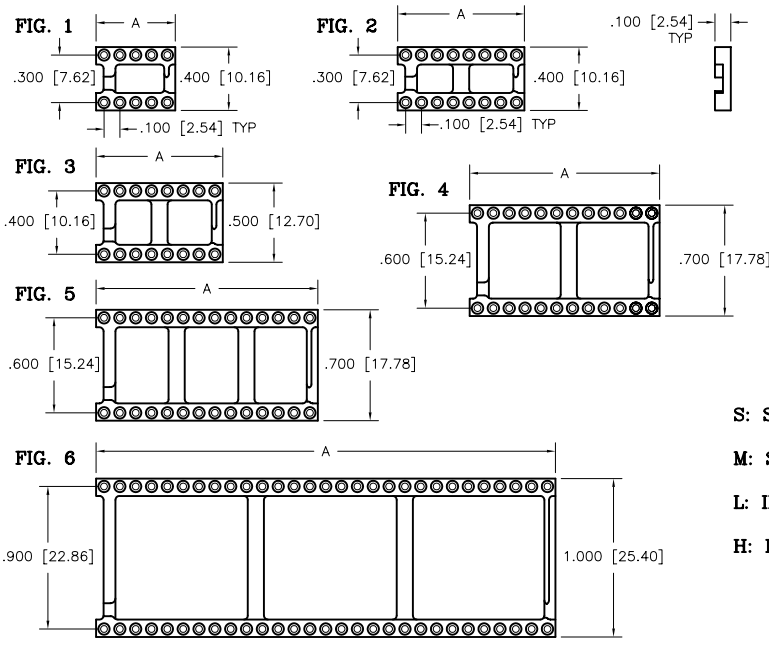 FIG. 1
A
.300 [7.62]
.400 [10.16]
.100 [2.54] TYP
FIG. 2
A
.300 [7.62]
.400 [10.16]
.100 [2.54] TYP
.100 [2.54]
TYP
FIG. 3
A
.400 [10.16]
.500 [12.70]
FIG. 4
A
.600 [15.24]
.700 [17.78]
FIG. 5
A
.600 [15.24]
.700 [17.78]
S:
M:
L:
H:
FIG. 6
A
.900 [22.86]
1.000 [25.40]